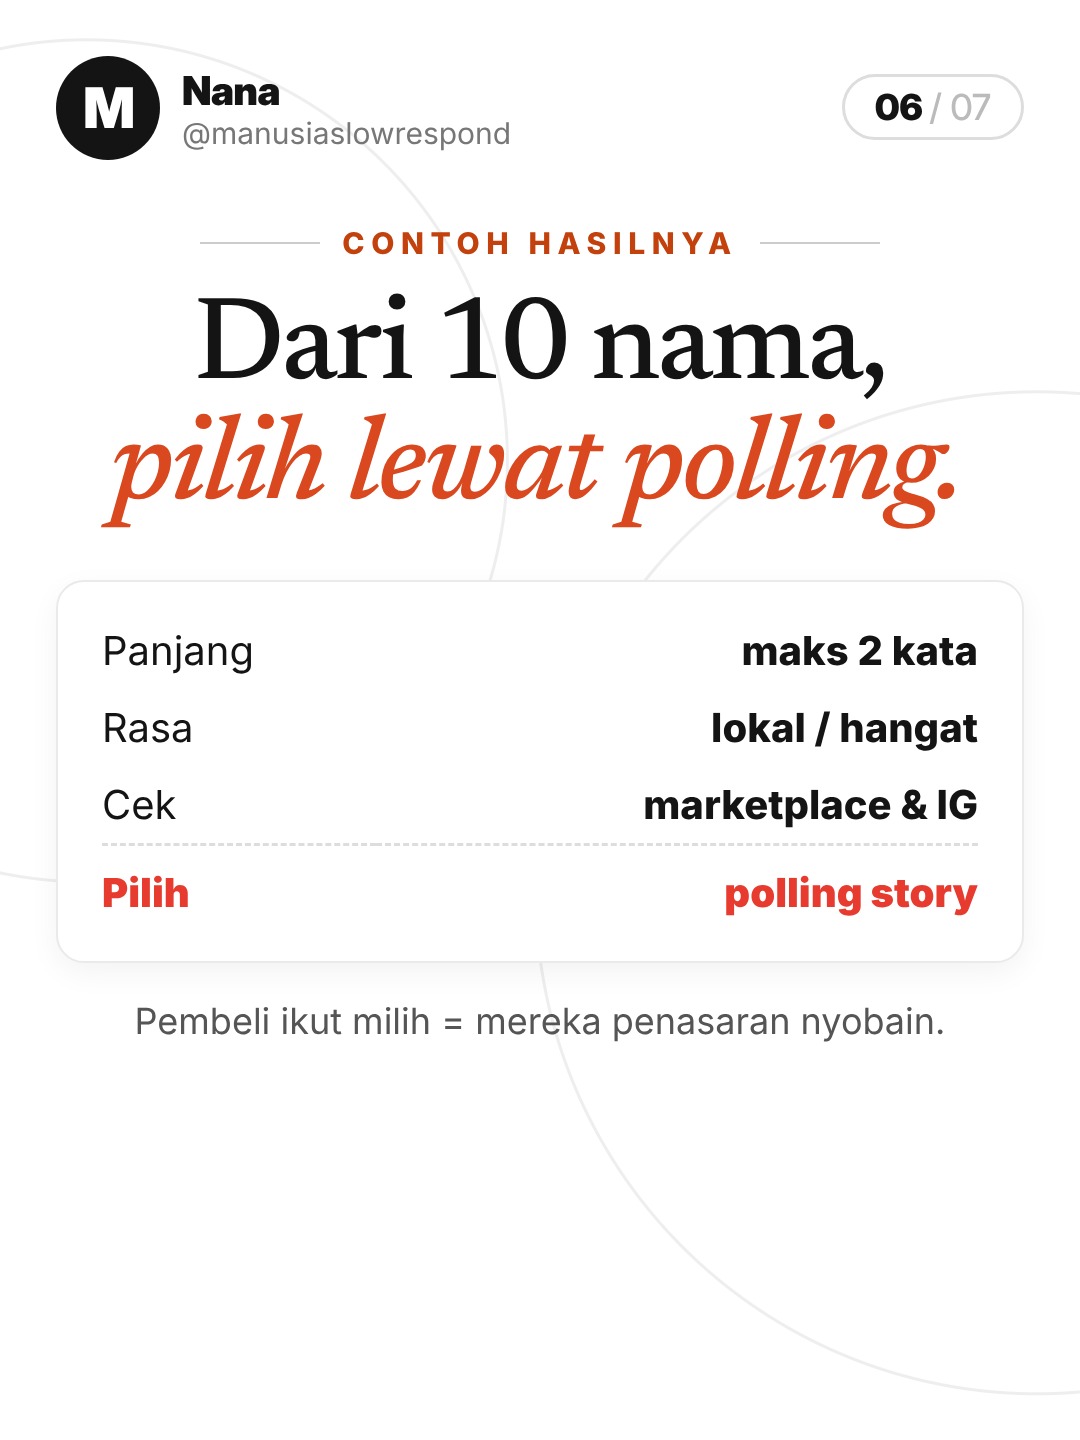 M
Nana
@manusiaslowrespond
06 / 07
CONTOH HASILNYA
Dari 10 nama,
pilih lewat polling.
Panjang maks 2 kata
Rasa lokal / hangat
Cek marketplace & IG
Pilih polling story
Pembeli ikut milih = mereka penasaran nyobain.